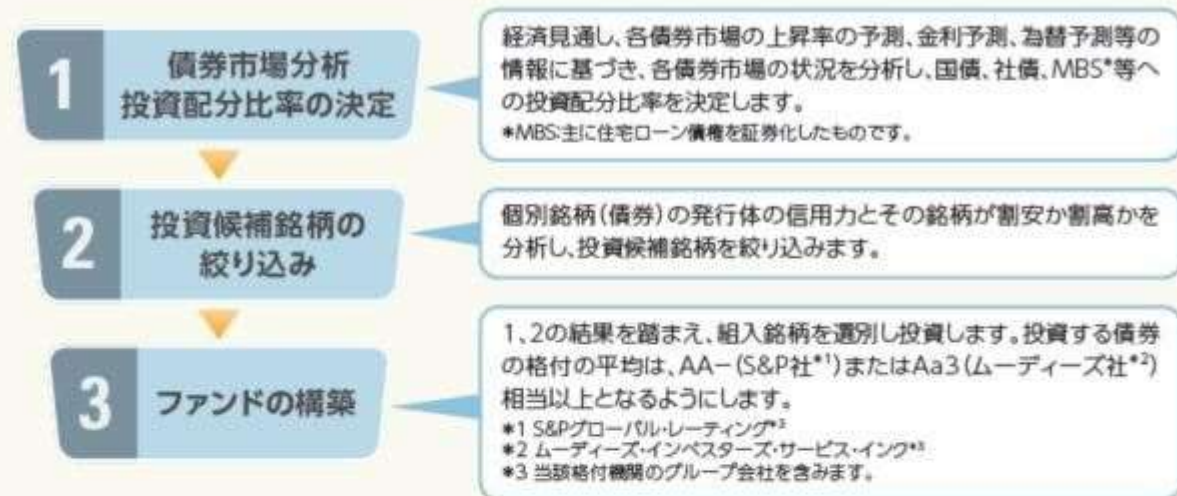 1
債券市場分析
投資配分比率の決定
経済見通し、各債券市場の上昇率の予測、金利予測、為替予測等の
情報に基づき、各債券市場の状況を分析し、国債、社債、MBS*等へ
の投資配分比率を決定します。
*MBS:主に住宅ローン債権を証券化したものです。
2
投資候補銘柄の
絞り込み
個別銘柄(債券)の発行体の信用力とその銘柄が割安か割高かを
分析し、投資候補銘柄を絞り込みます。
3
ファンドの構築
1、2の結果を踏まえ、組入銘柄を選別し投資します。投資する債券
の格付の平均は、AA−(S&P社*1)またはAa3(ムーディーズ社*2)
相当以上となるようにします。
*1 S&Pグローバル・レーティング*3
*2 ムーディーズ・インベスターズ・サービス・インク*3
*3 当該格付機関のグループ会社を含みます。